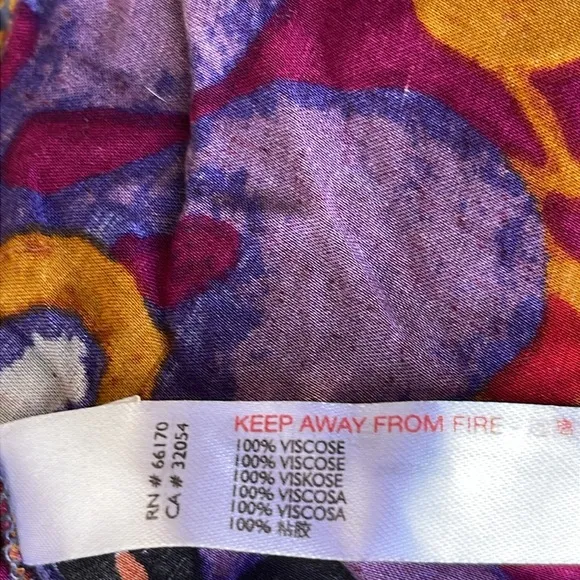 RN # 66170
CA # 32054
KEEP AWAY FROM FIRE -
100% VISCOSE
100% VISCOSE
100% VISKOSE
100% VISCOSA
100% VISCOSA
100% 粘胶